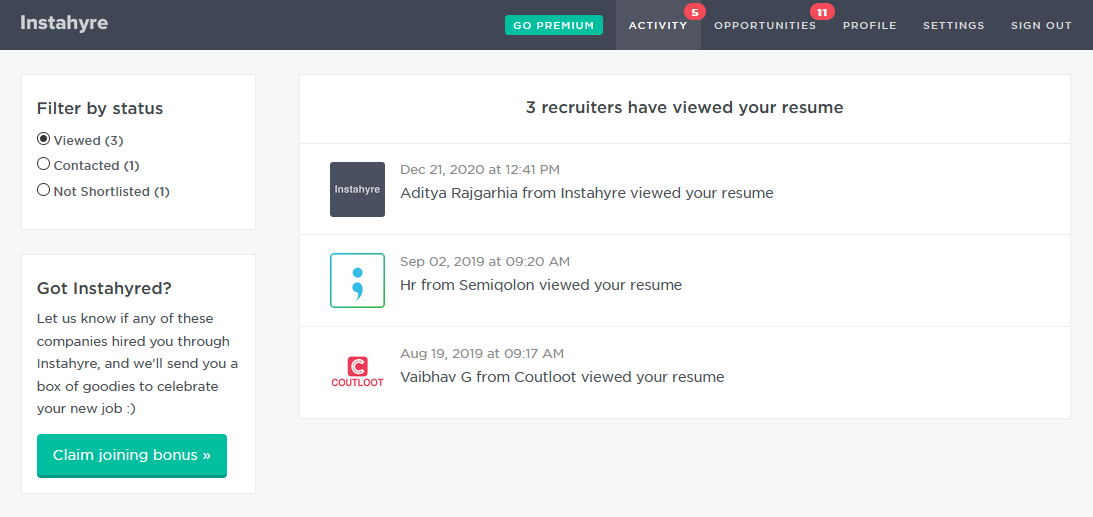 Instahyre
GO PREMIUM
ACTIVITY
5
OPPORTUNITIES
11
PROFILE
SETTINGS
SIGN OUT
Filter by status
Viewed (3)
Contacted (1)
Not Shortlisted (1)
Got Instahyred?
Let us know if any of these
companies hired you through
Instahyre, and we'll send you a
box of goodies to celebrate
your new job :)
Claim joining bonus »
3 recruiters have viewed your resume
Instahyre
Dec 21, 2020 at 12:41 PM
Aditya Rajgarhia from Instahyre viewed your resume
Sep 02, 2019 at 09:20 AM
Hr from Semiqolon viewed your resume
COUTLOOT
Aug 19, 2019 at 09:17 AM
Vaibhav G from Coutloot viewed your resume